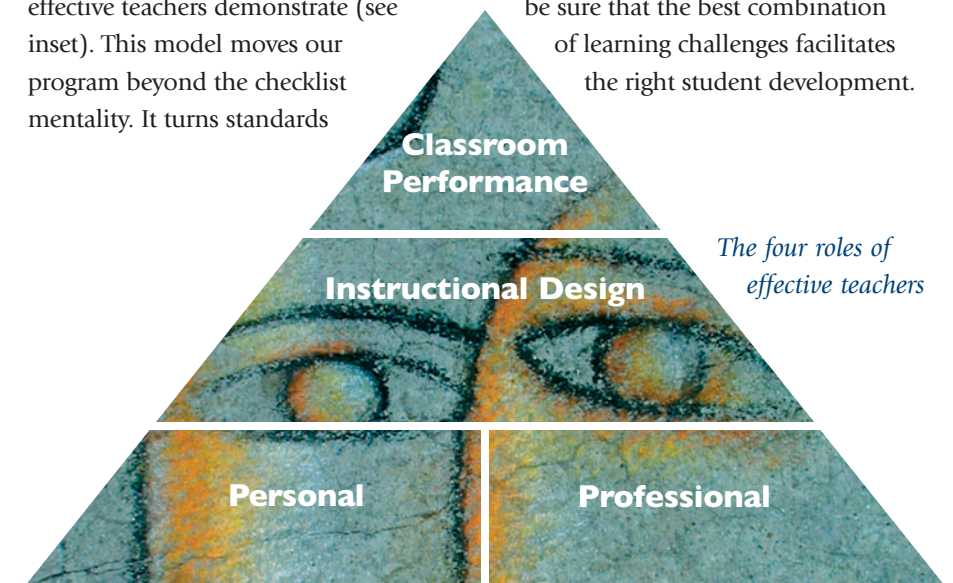 effective teachers demonstrate (see
inset). This model moves our
program beyond the checklist
mentality. It turns standards
be sure that the best combination
of learning challenges facilitates
the right student development.
Classroom
Performance
The four roles of
effective teachers
Instructional Design
Personal
Professional